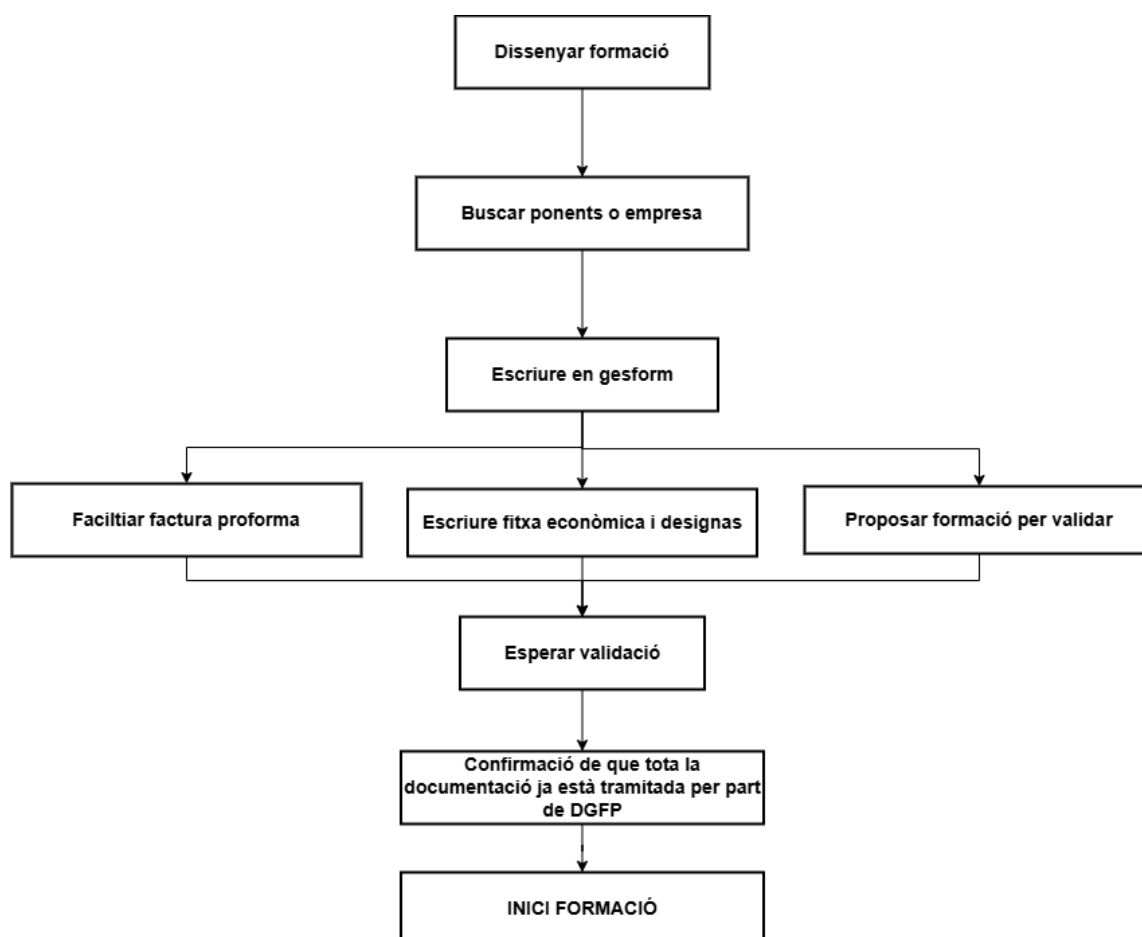 Dissenyar formació
Buscar ponents o empresa
Escriure en gesform
Faciltiar factura proforma
Escriure fitxa econòmica i designas
Proposar formació per validar
Esperar validació
Confirmació de que tota la
documentació ja està tramitada per part
de DGFP
INICI FORMACIÓ